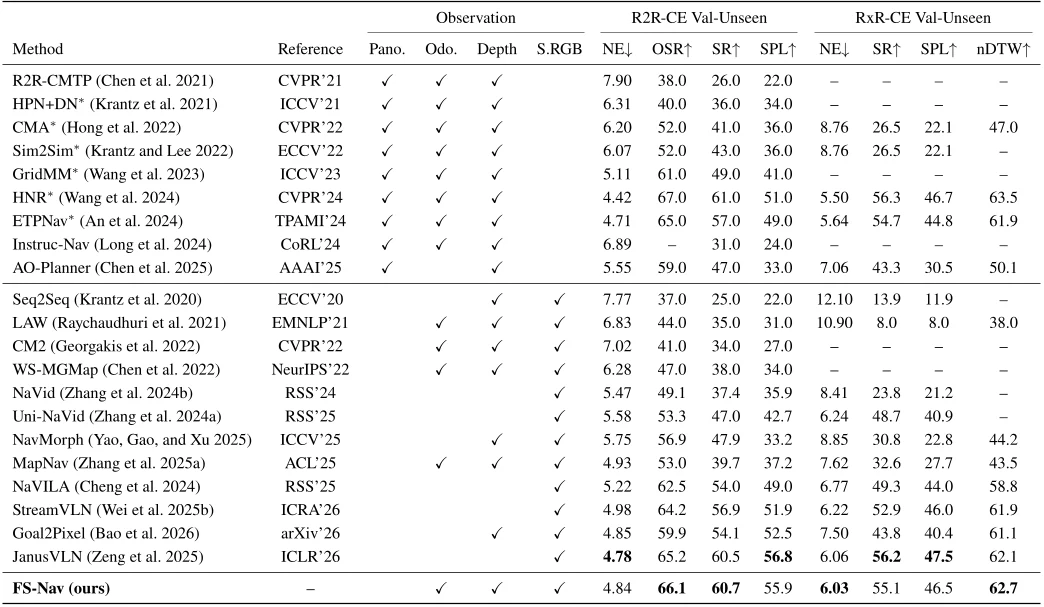 Observation R2R-CE Val-Unseen RxR-CE Val-Unseen
Method Reference Pano. Odo. Depth S.RGB NE↓ OSR↑ SR↑ SPL↑ NE↓ SR↑ SPL↑ nDTW↑
R2R-CMTP (Chen et al. 2021) CVPR'21 ✓ ✓ ✓ 7.90 38.0 26.0 22.0 – – – –
HPN+DN* (Krantz et al. 2021) ICCV'21 ✓ ✓ ✓ 6.31 40.0 36.0 34.0 – – – –
CMA* (Hong et al. 2022) CVPR'22 ✓ ✓ ✓ 6.20 52.0 41.0 36.0 8.76 26.5 22.1 47.0
Sim2Sim* (Krantz and Lee 2022) ECCV'22 ✓ ✓ ✓ 6.07 52.0 43.0 36.0 8.76 26.5 22.1 –
GridMM* (Wang et al. 2023) ICCV'23 ✓ ✓ ✓ 5.11 61.0 49.0 41.0 – – – –
HNR* (Wang et al. 2024) CVPR'24 ✓ ✓ ✓ 4.42 67.0 61.0 51.0 5.50 56.3 46.7 63.5
ETPNav* (An et al. 2024) TPAMI'24 ✓ ✓ ✓ 4.71 65.0 57.0 49.0 5.64 54.7 44.8 61.9
Instruc-Nav (Long et al. 2024) CoRL'24 ✓ ✓ ✓ 6.89 – 31.0 24.0 – – – –
AO-Planner (Chen et al. 2025) AAAI'25 ✓ ✓ 5.55 59.0 47.0 33.0 7.06 43.3 30.5 50.1
Seq2Seq (Krantz et al. 2020) ECCV'20 ✓ ✓ 7.77 37.0 25.0 22.0 12.10 13.9 11.9 –
LAW (Raychaudhuri et al. 2021) EMNLP'21 ✓ ✓ ✓ 6.83 44.0 35.0 31.0 10.90 8.0 8.0 38.0
CM2 (Georgakis et al. 2022) CVPR'22 ✓ ✓ ✓ 7.02 41.0 34.0 27.0 – – – –
WS-MGMap (Chen et al. 2022) NeurIPS'22 ✓ ✓ ✓ 6.28 47.0 38.0 34.0 – – – –
NaVid (Zhang et al. 2024b) RSS'24 ✓ 5.47 49.1 37.4 35.9 8.41 23.8 21.2 –
Uni-NaVid (Zhang et al. 2024a) RSS'25 ✓ 5.58 53.3 47.0 42.7 6.24 48.7 40.9 –
NavMorph (Yao, Gao, and Xu 2025) ICCV'25 ✓ ✓ 5.75 56.9 47.9 33.2 8.85 30.8 22.8 44.2
MapNav (Zhang et al. 2025a) ACL'25 ✓ ✓ ✓ 4.93 53.0 39.7 37.2 7.62 32.6 27.7 43.5
NaVILA (Cheng et al. 2024) RSS'25 ✓ 5.22 62.5 54.0 49.0 6.77 49.3 44.0 58.8
StreamVLN (Wei et al. 2025b) ICRA'26 ✓ 4.98 64.2 56.9 51.9 6.22 52.9 46.0 61.9
Goal2Pixel (Bao et al. 2026) arXiv'26 ✓ ✓ 4.85 59.9 54.1 52.5 7.50 43.8 40.4 61.1
JanusVLN (Zeng et al. 2025) ICLR'26 ✓ 4.78 65.2 60.5 56.8 6.06 56.2 47.5 62.1
FS-Nav (ours) – ✓ ✓ ✓ 4.84 66.1 60.7 55.9 6.03 55.1 46.5 62.7